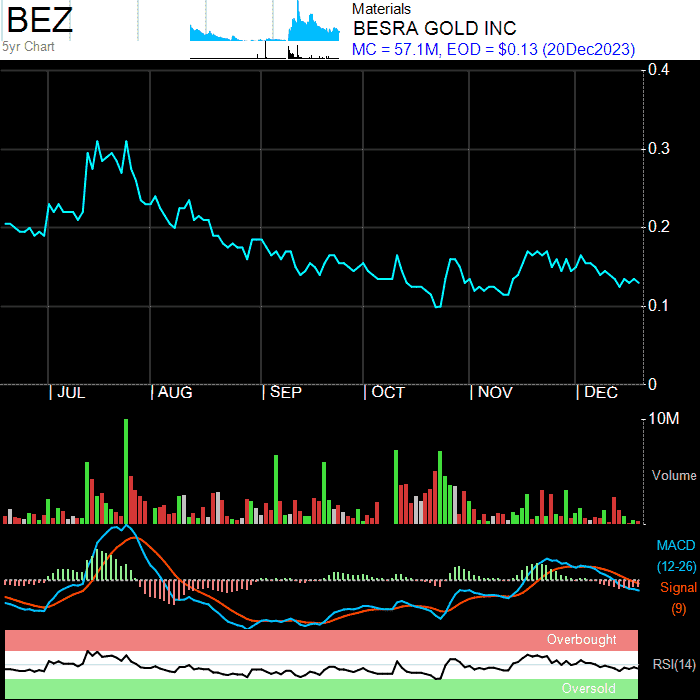 BEZ
5yr Chart
Materials
BESRA GOLD INC
MC = 57.1M, EOD = $0.13 (20Dec2023)
0.4
0.3
0.2
0.1
0
JUL AUG SEP OCT NOV DEC
10M
Volume
MACD
(12-26)
Signal
(9)
Overbought
RSI(14)
Oversold